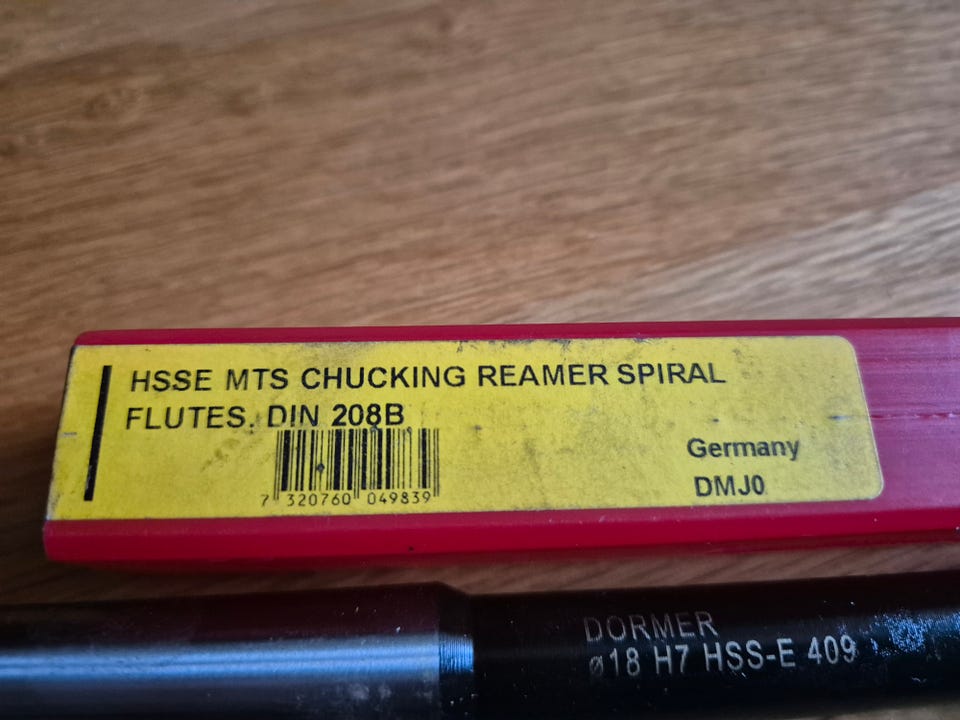 HSSE MTS CHUCKING REAMER SPIRAL
FLUTES. DIN 208B
7 320760 049839
Germany
DMJ0
DORMER
ø18 H7 HSS-E 409